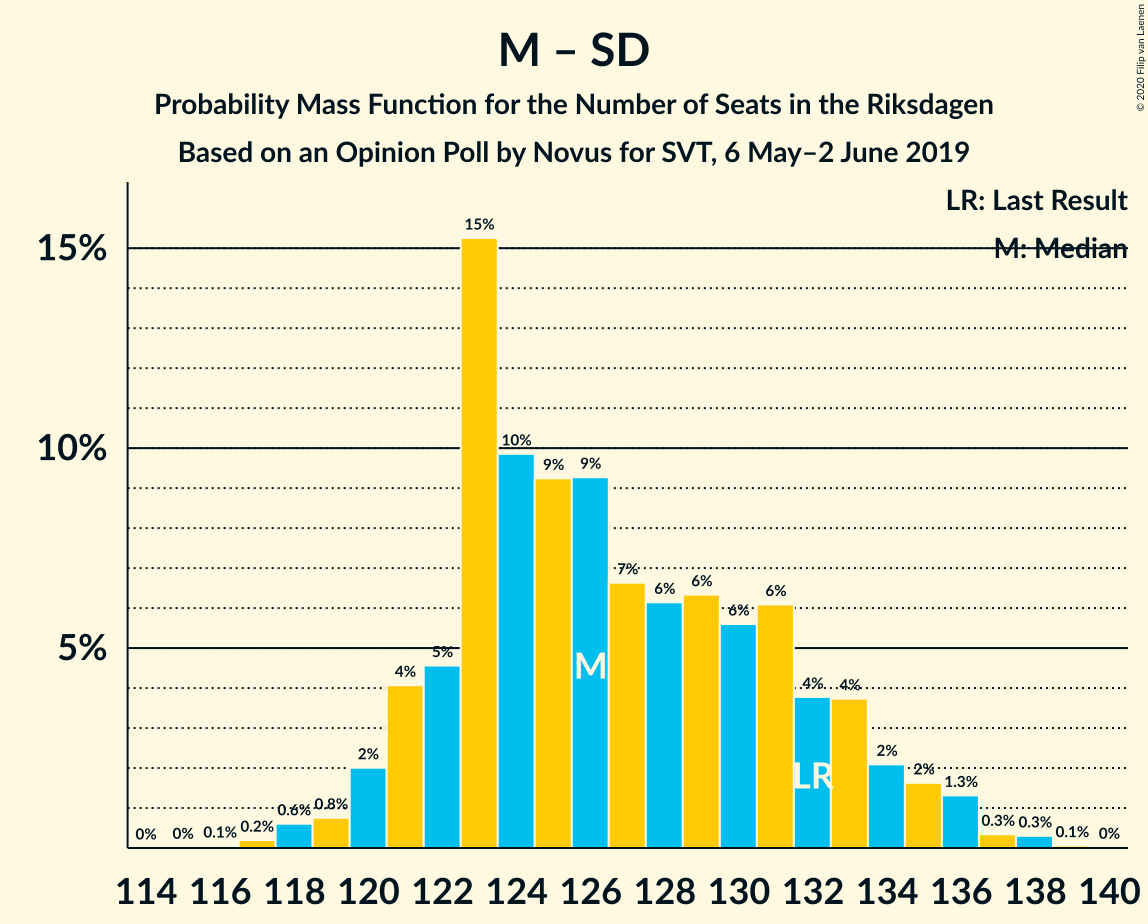 M – SD
Probability Mass Function for the Number of Seats in the Riksdagen
Based on an Opinion Poll by Novus for SVT, 6 May–2 June 2019
© 2020 Filip van Laenen
LR: Last Result
M: Median
15%
10%
5%
0% 0% 0.1% 0.2% 0.6% 0.8% 2% 4% 5% 15% 10% 9% 9% 7% 6% 6% 6% 6% 4% 4% 2% 2% 1.3% 0.3% 0.3% 0.1% 0%
M
LR
114 116 118 120 122 124 126 128 130 132 134 136 138 140